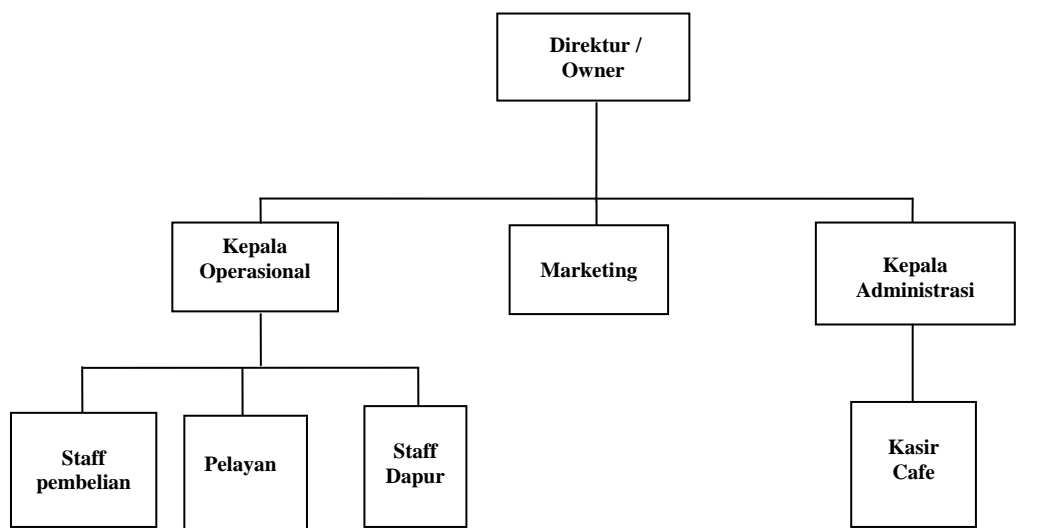 Direktur /
Owner
Kepala
Operasional
Marketing
Kepala
Administrasi
Staff
pembelian
Pelayan
Staff
Dapur
Kasir
Cafe